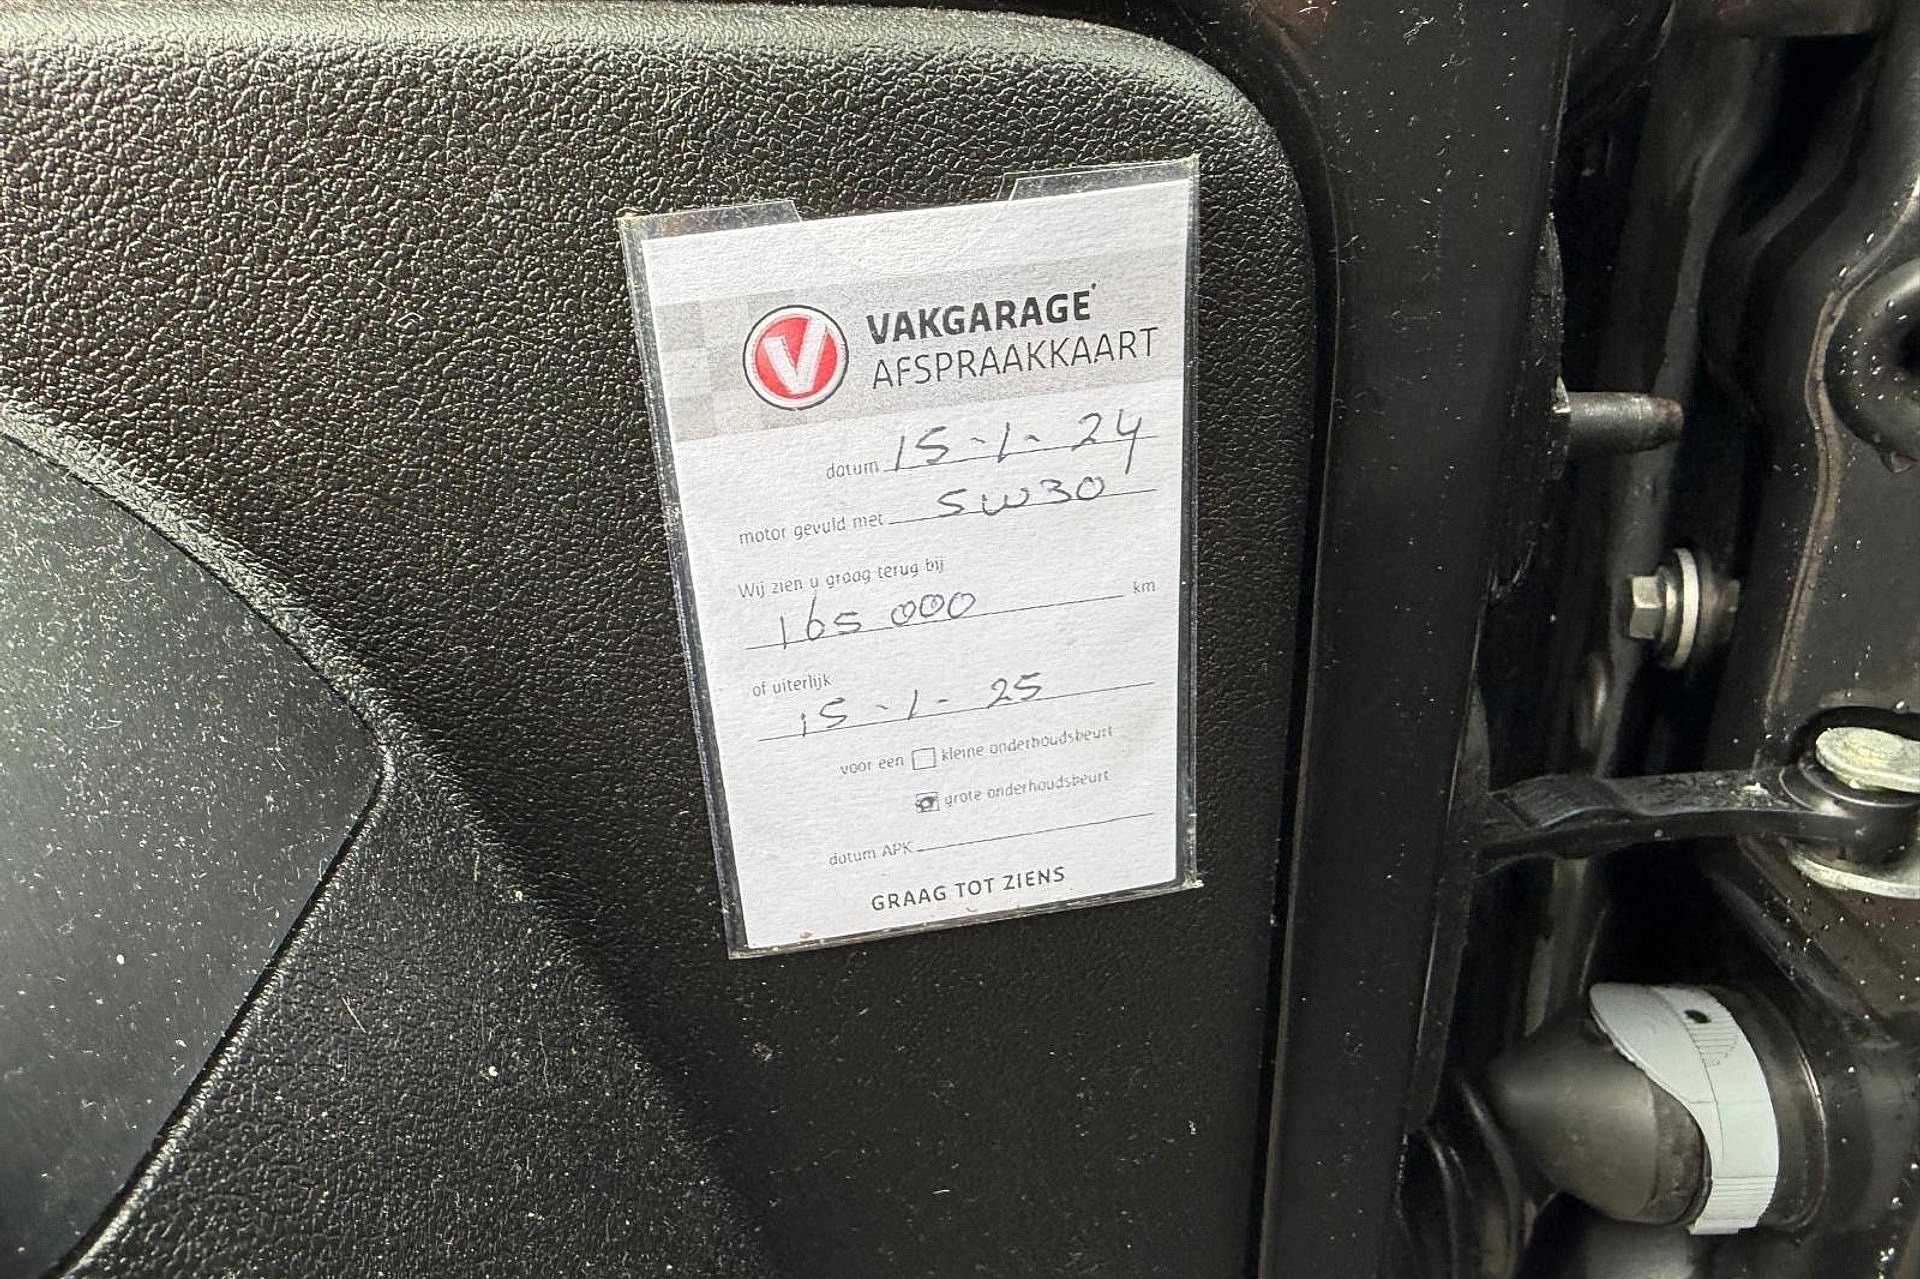 V VAKGARAGE
AFSPRAAKKAART
datum 15-1-24
motor gevuld met 5W30
Wij zien u graag terug bij
165 000 km
of uiterlijk
15-1-25
voor een kleine onderhoudsbeurt
grote onderhoudsbeurt
datum APK
GRAAG TOT ZIENS